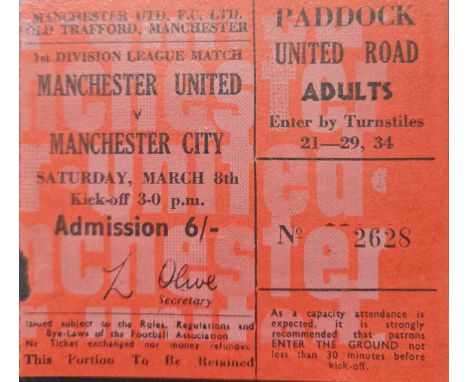 MANCHESTER UTD. F.C. LTD.
OLD TRAFFORD, MANCHESTER
1st DIVISION LEAGUE MATCH
MANCHESTER UNITED
v
MANCHESTER CITY
SATURDAY, MARCH 8th
Kick-off 3-0 p.m.
Admission 6/-
L. Olive
Secretary
Issued subject to the Rules, Regulations and
Bye-Laws of the Football Association
Nr Ticket exchanged nor money refunded
This Portion To Be Retained
PADDOCK
UNITED ROAD
ADULTS
Enter by Turnstiles
21—29, 34
No 2628
As a capacity attendance is
expected, it is strongly
recommended that patrons
ENTER THE GROUND not
less than 30 minutes before
kick-off.